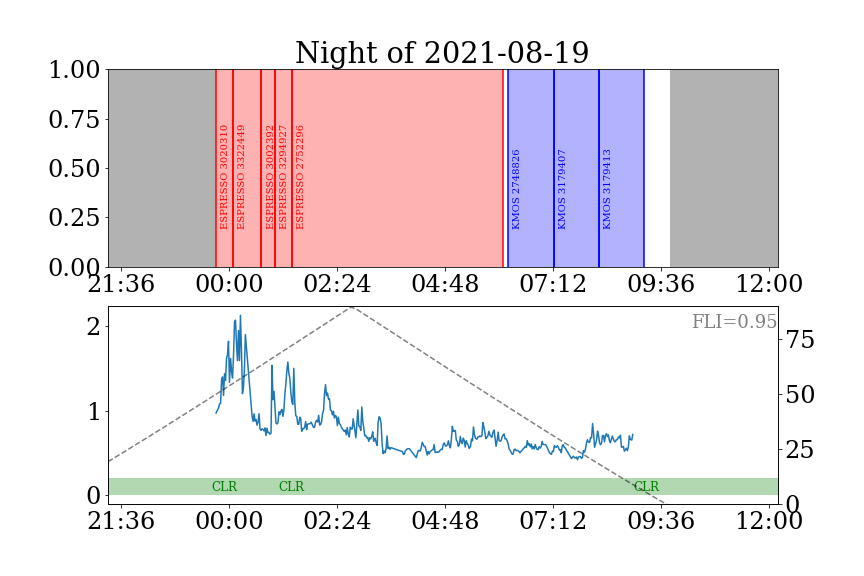 Night of 2021-08-19
1.00
0.75
0.50
0.25
0.00
ESPRESSO 3020310
ESPRESSO 3322449
ESPRESSO 3002392
ESPRESSO 3294927
ESPRESSO 2752296
KMOS 2748826
KMOS 3179407
KMOS 3179413
21:36 00:00 02:24 04:48 07:12 09:36 12:00
FLI=0.95
2
1
0
75
50
25
0
CLR CLR CLR
21:36 00:00 02:24 04:48 07:12 09:36 12:00